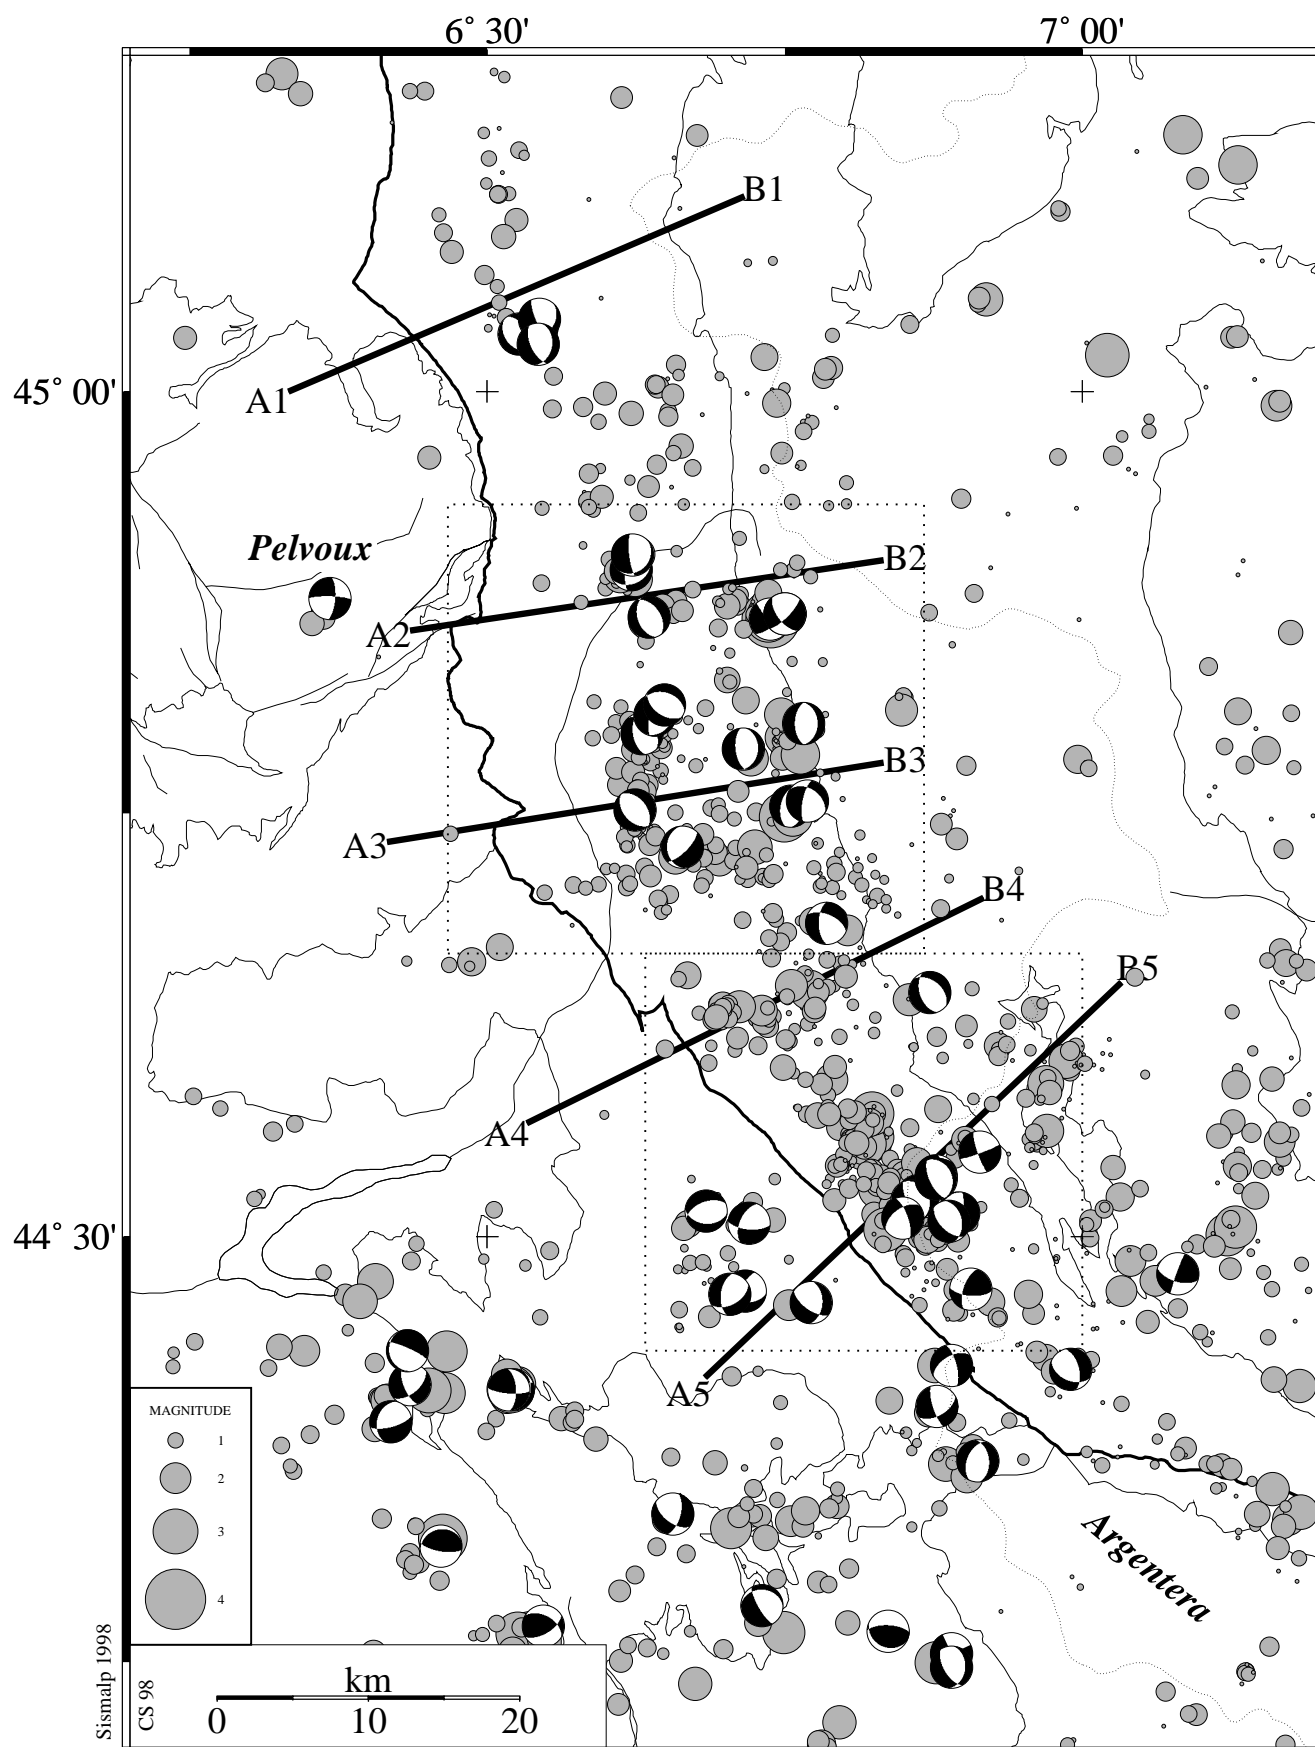 6° 30' 7° 00'
B1
A1
45° 00'
Pelvoux
B2
A2
B3
A3
B4
B5
A4
44° 30'
A5
MAGNITUDE
1
2
3
4
Argentera
Sismalp 1998
CS 98
km
0 10 20